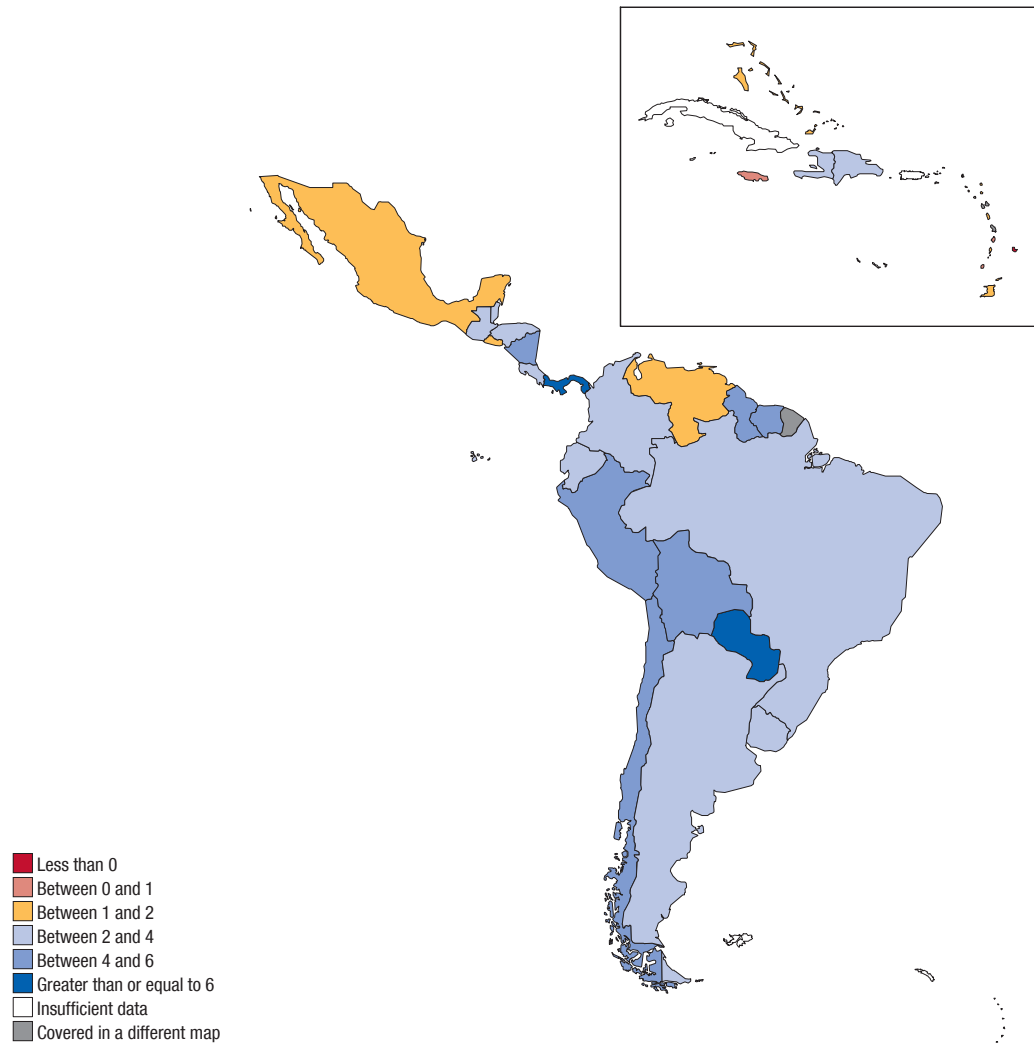 Less than 0
Between 0 and 1
Between 1 and 2
Between 2 and 4
Between 4 and 6
Greater than or equal to 6
Insufficient data
Covered in a different map